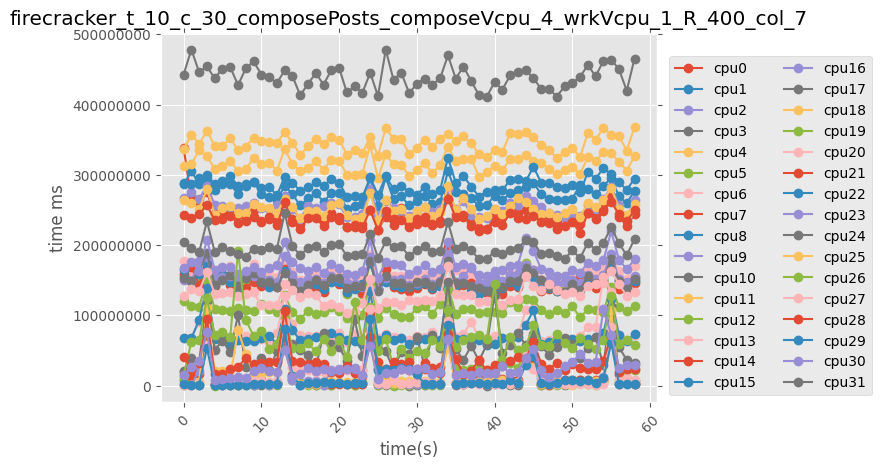 firecracker_t_10_c_30_composePosts_composeVcpu_4_wrkVcpu_1_R_400_col_7
500000000
400000000
300000000
200000000
100000000
0
time ms
0
10
20
30
40
50
60
time(s)
cpu0
cpu1
cpu2
cpu3
cpu4
cpu5
cpu6
cpu7
cpu8
cpu9
cpu10
cpu11
cpu12
cpu13
cpu14
cpu15
cpu16
cpu17
cpu18
cpu19
cpu20
cpu21
cpu22
cpu23
cpu24
cpu25
cpu26
cpu27
cpu28
cpu29
cpu30
cpu31